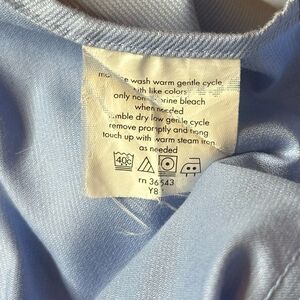 wash warm gentle cycle
with like colors
only non-chlorine bleach
when needed
tumble dry low gentle cycle
remove promptly and hang
touch up with warm steam iron
as needed
40c
rn 36543
Y8